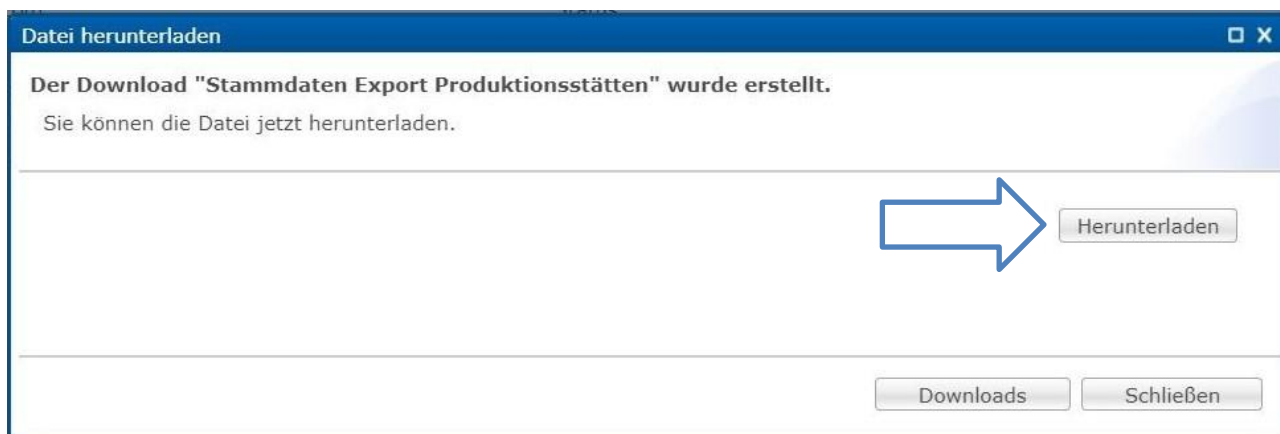 Datei herunterladen
Der Download "Stammdaten Export Produktionsstätten" wurde erstellt.
Sie können die Datei jetzt herunterladen.
Herunterladen
Downloads Schließen